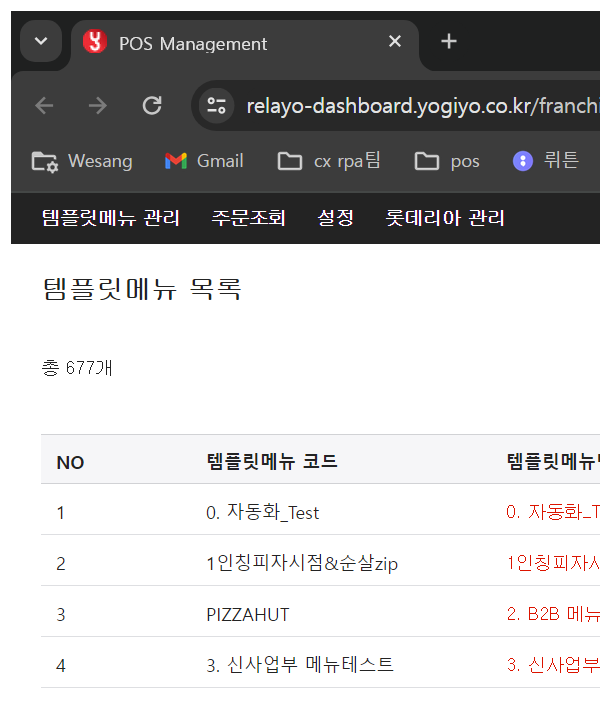 POS Management
relayo-dashboard.yogiyo.co.kr/franchi
Wesang Gmail cx rpa팀 pos 뤼튼
템플릿메뉴 관리 주문조회 설정 롯데리아 관리
템플릿메뉴 목록
총 677개
NO 템플릿메뉴 코드 템플릿메뉴
1 0. 자동화_Test 0. 자동화_T
2 1인칭피자시점&순살zip 1인칭피자시
3 PIZZAHUT 2. B2B 메뉴
4 3. 신사업부 메뉴테스트 3. 신사업부